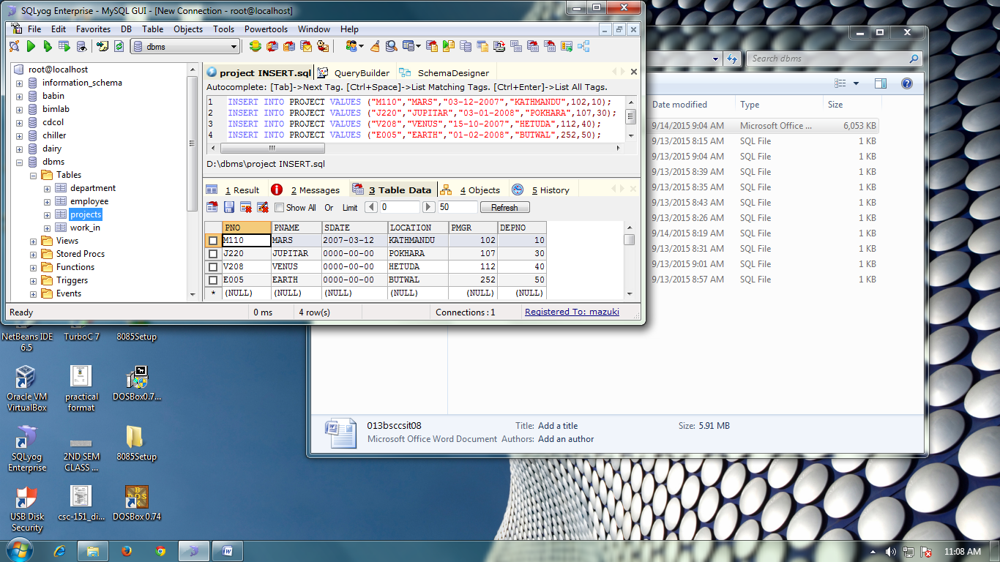 SQLyog Enterprise - MySQL GUI - [New Connection - root@localhost]
File Edit Favorites DB Table Objects Tools Powertools Window Help
dbms
root@localhost
information_schema
babin
bimlab
cdcol
chiller
dairy
dbms
Tables
department
employee
projects
work_in
Views
Stored Procs
Functions
Triggers
Events
project INSERT.sql QueryBuilder SchemaDesigner
Autocomplete: [Tab]->Next Tag. [Ctrl+Space]->List Matching Tags. [Ctrl+Enter]->List All Tags.
1 INSERT INTO PROJECT VALUES ("M110","MARS","03-12-2007","KATHMANDU",102,10);
2 INSERT INTO PROJECT VALUES ("J220","JUPITAR","03-01-2008","POKHARA",107,30);
3 INSERT INTO PROJECT VALUES ("V208","VENUS","15-10-2007","HETUDA",112,40);
4 INSERT INTO PROJECT VALUES ("E005","EARTH","01-02-2008","BUTWAL",252,50);
D:\dbms\project INSERT.sql
1 Result 2 Messages 3 Table Data 4 Objects 5 History
Show All Or Limit 0 50 Refresh
PNO PNAME SDATE LOCATION PMGR DEPNO
M110 MARS 2007-03-12 KATHMANDU 102 10
J220 JUPITAR 0000-00-00 POKHARA 107 30
V208 VENUS 0000-00-00 HETUDA 112 40
E005 EARTH 0000-00-00 BUTWAL 252 50
* (NULL) (NULL) (NULL) (NULL) (NULL) (NULL)
Ready 0 ms 4 row(s) Connections : 1 Registered To: mazuki
Search dbms
Date modified Type Size
9/14/2015 9:04 AM Microsoft Office ... 6,053 KB
9/13/2015 8:15 AM SQL File 1 KB
9/13/2015 9:04 AM SQL File 1 KB
9/13/2015 8:39 AM SQL File 1 KB
9/13/2015 8:35 AM SQL File 1 KB
9/13/2015 8:43 AM SQL File 1 KB
9/13/2015 8:26 AM SQL File 1 KB
9/14/2015 8:19 AM SQL File 1 KB
9/13/2015 8:31 AM SQL File 1 KB
9/13/2015 9:01 AM SQL File 1 KB
9/13/2015 8:57 AM SQL File 1 KB
013bsccsit08 Title: Add a title Size: 5.91 MB
Microsoft Office Word Document Authors: Add an author
NetBeans IDE 6.5
TurboC 7
8085Setup
Oracle VM VirtualBox
practical format
DOSBox0.7...
SQLyog Enterprise
2ND SEM CLASS ...
8085Setup
USB Disk Security
csc-151_di...
DOSBox 0.74
11:08 AM